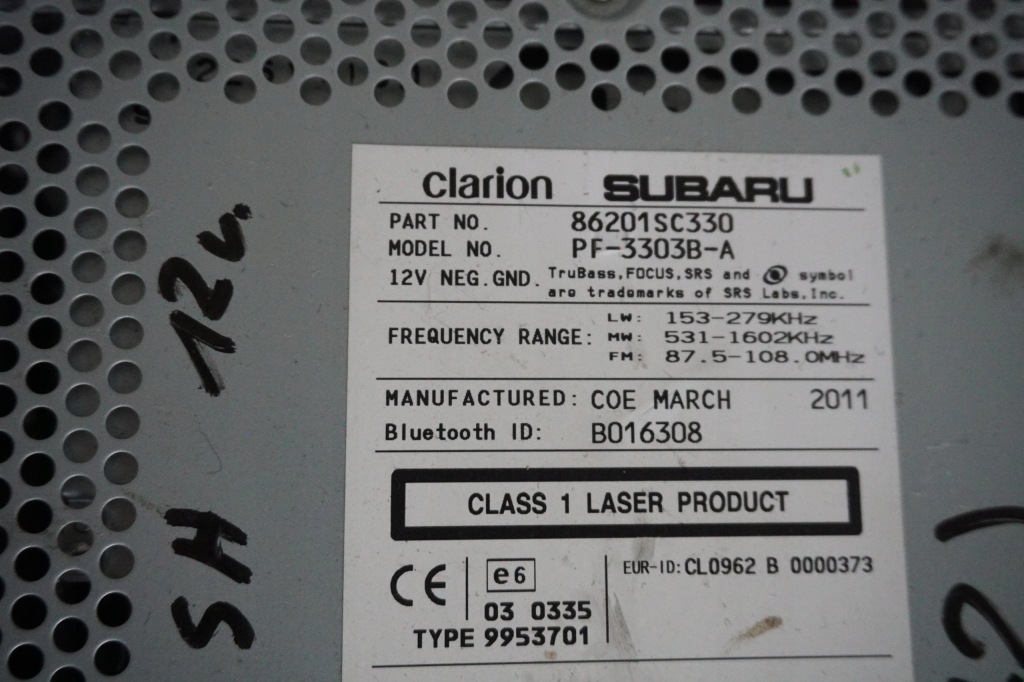 clarion SUBARU
PART NO. 86201SC330
MODEL NO. PF-3303B-A
12V NEG.GND. TruBass,FOCUS,SRS and symbol
are trademarks of SRS Labs,Inc.
FREQUENCY RANGE: LW: 153-279KHz
MW: 531-1602KHz
FM: 87.5-108.0MHz
MANUFACTURED: COE MARCH 2011
Bluetooth ID: B016308
CLASS 1 LASER PRODUCT
CE e6 EUR-ID: CL0962 B 0000373
03 0335
TYPE 9953701
SH 12v.